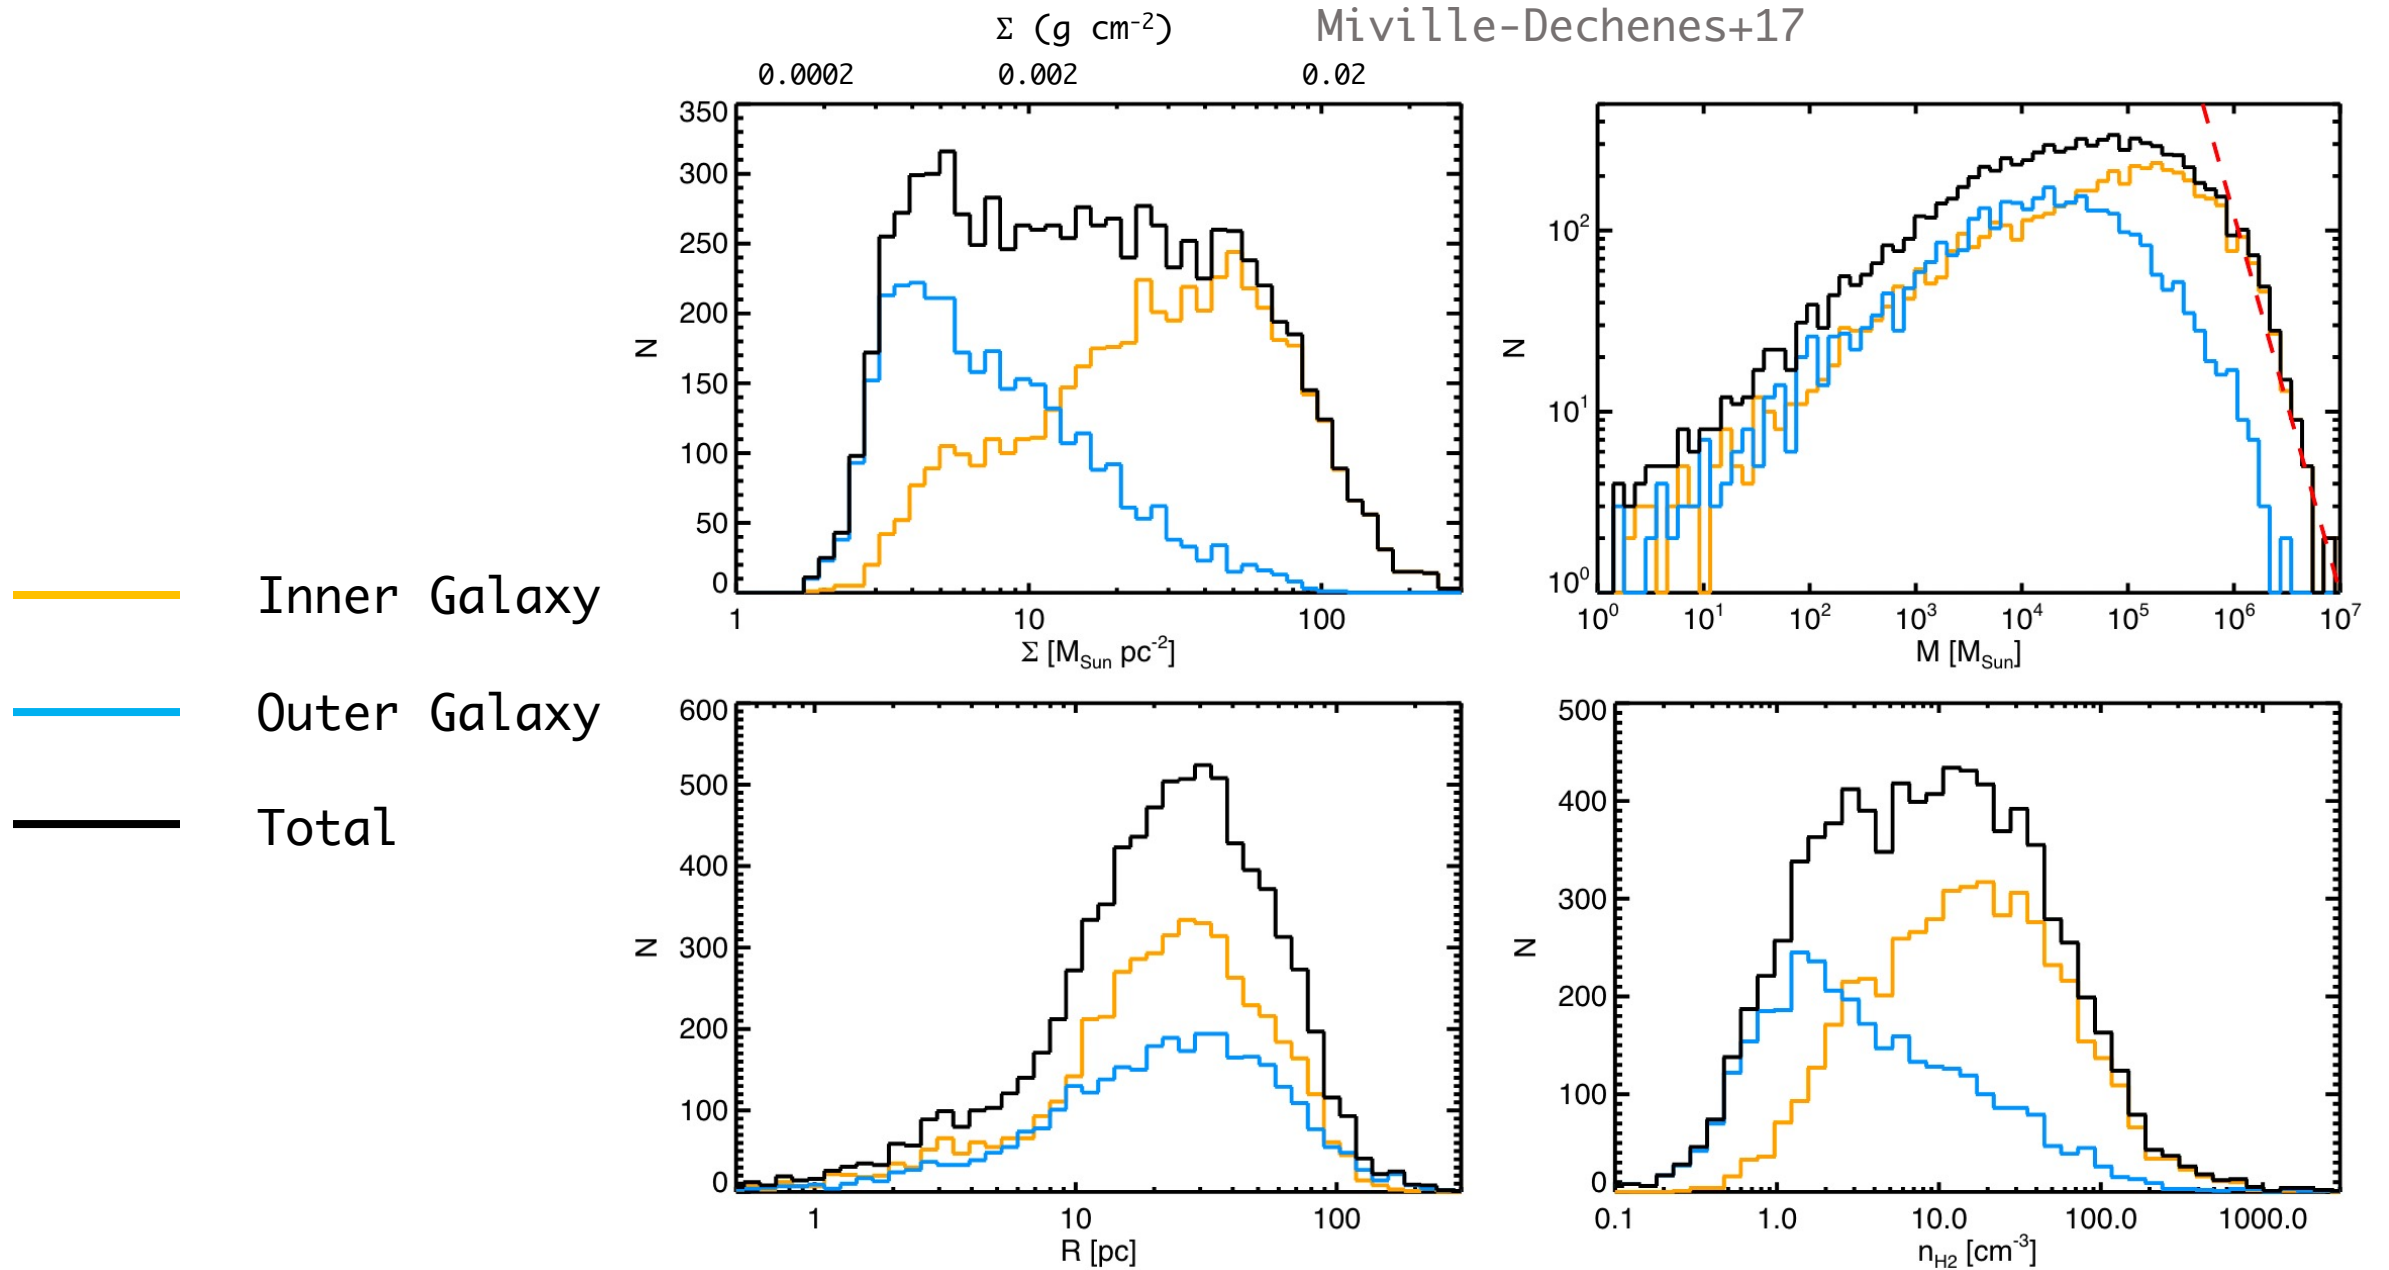 Σ (g cm⁻²)
Miville-Dechenes+17
0.0002 0.002 0.02
350
300
250
200
150
100
50
0
N
1 10 100
Σ [M_Sun pc⁻²]
10²
10¹
10⁰
N
10⁰ 10¹ 10² 10³ 10⁴ 10⁵ 10⁶ 10⁷
M [M_Sun]
Inner Galaxy
Outer Galaxy
Total
600
500
400
300
200
100
0
N
1 10 100
R [pc]
500
400
300
200
100
0
N
0.1 1.0 10.0 100.0 1000.0
n_H2 [cm⁻³]